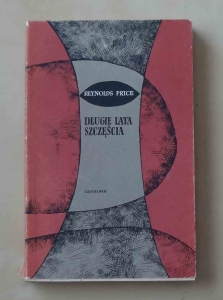 REYNOLDS PRICE
DŁUGIE LATA
SZCZĘŚCIA
CZYTELNIK